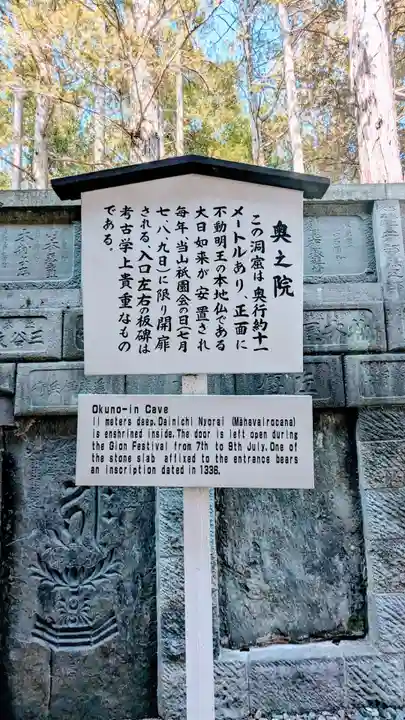 奥之院
この洞窟は奥行約十一
メートルあり、正面に
不動明王の本地仏である
大日如来が安置され
毎年、当山祇園会の日(七月
七、八、九日)に限り開扉
される、入口左右の板碑は
考古学上貴重なもの
である。
Okuno-in Cave
11 meters deep. Dainichi Nyorai (Mahavairocana)
is enshrined inside. The door is left open during
the Gion Festival from 7th to 9th July. One of
the stone slab affixed to the entrance bears
an inscription dated in 1336.